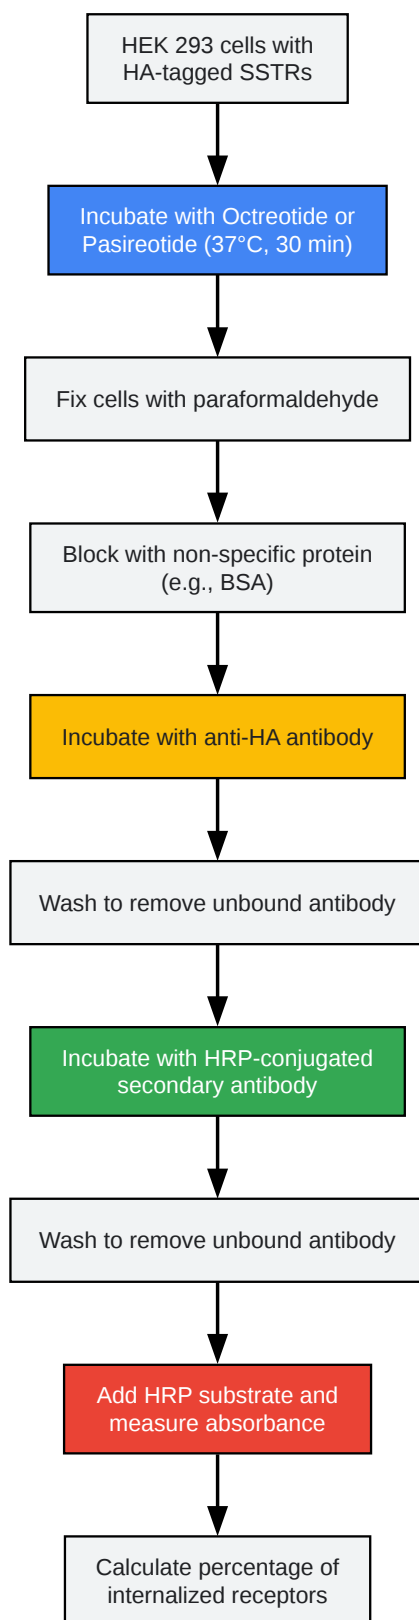 HEK 293 cells with
HA-tagged SSTRs
Incubate with Octreotide or
Pasireotide (37°C, 30 min)
Fix cells with paraformaldehyde
Block with non-specific protein
(e.g., BSA)
Incubate with anti-HA antibody
Wash to remove unbound antibody
Incubate with HRP-conjugated
secondary antibody
Wash to remove unbound antibody
Add HRP substrate and
measure absorbance
Calculate percentage of
internalized receptors